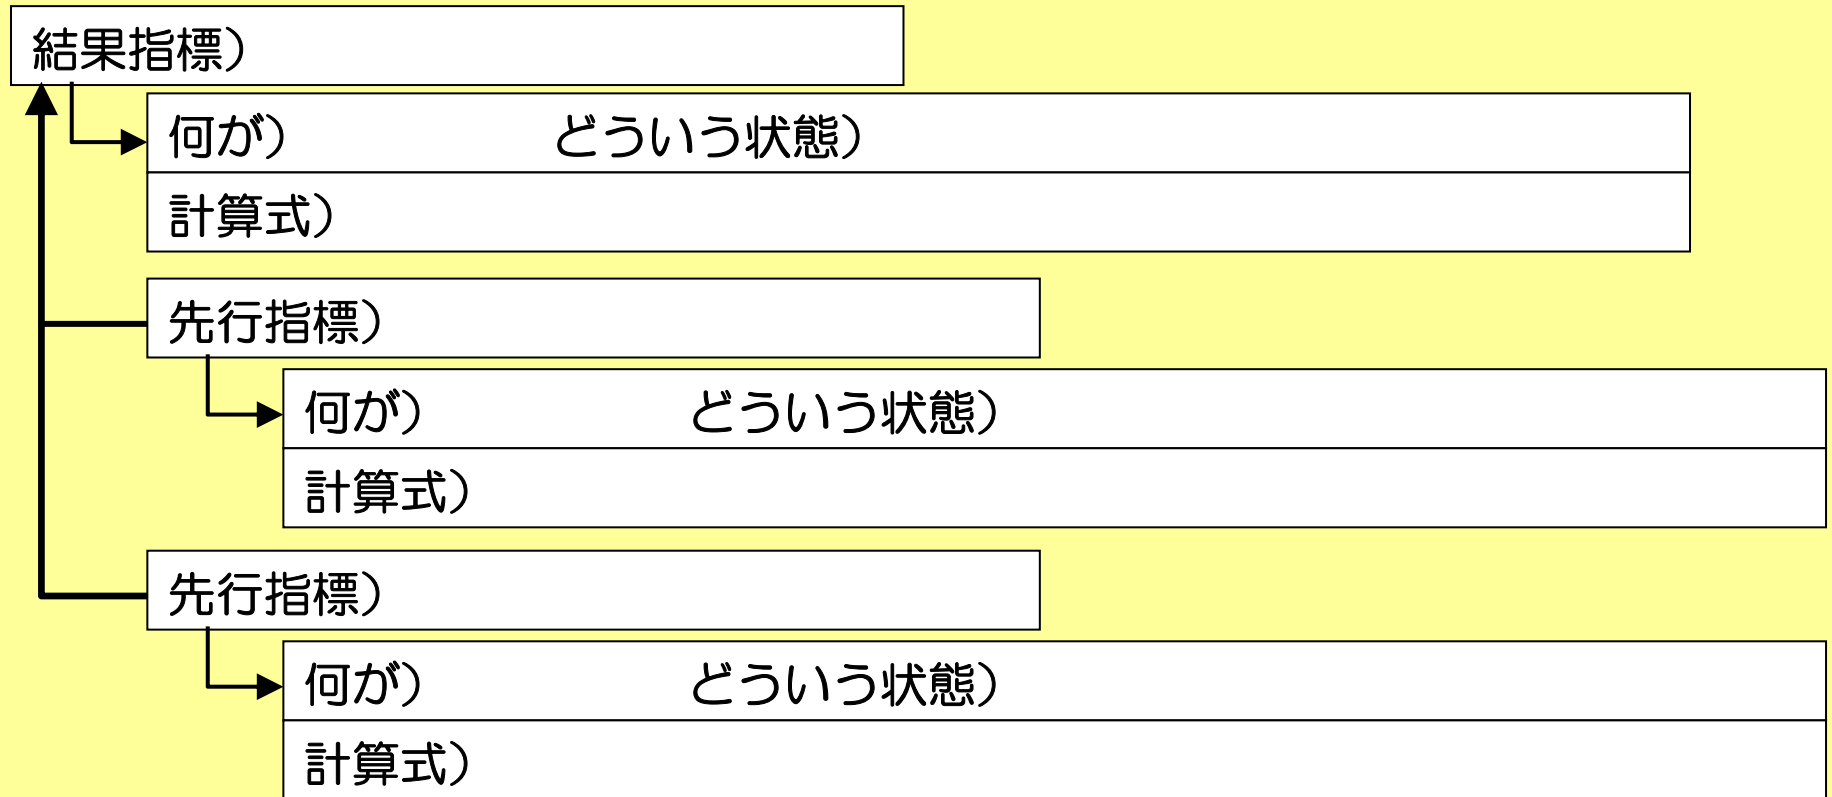 結果指標)
何が) どういう状態)
計算式)
先行指標)
何が) どういう状態)
計算式)
先行指標)
何が) どういう状態)
計算式)